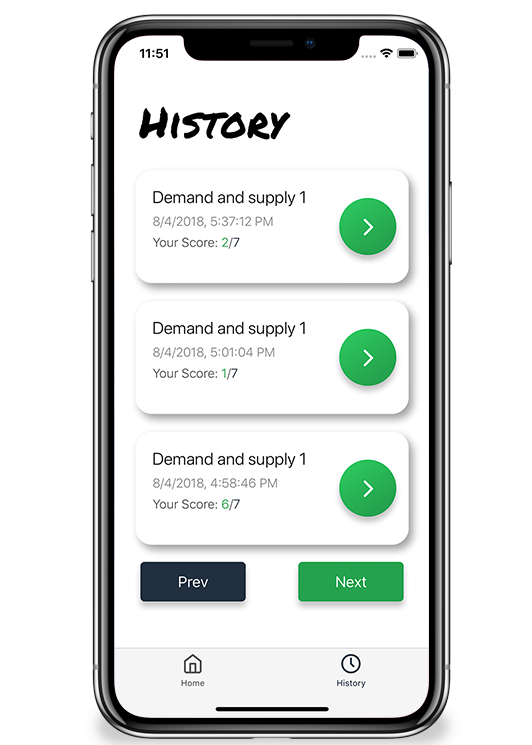 11:51
History
Demand and supply 1
8/4/2018, 5:37:12 PM
Your Score: 2/7
Demand and supply 1
8/4/2018, 5:01:04 PM
Your Score: 1/7
Demand and supply 1
8/4/2018, 4:58:46 PM
Your Score: 6/7
Prev Next
Home History